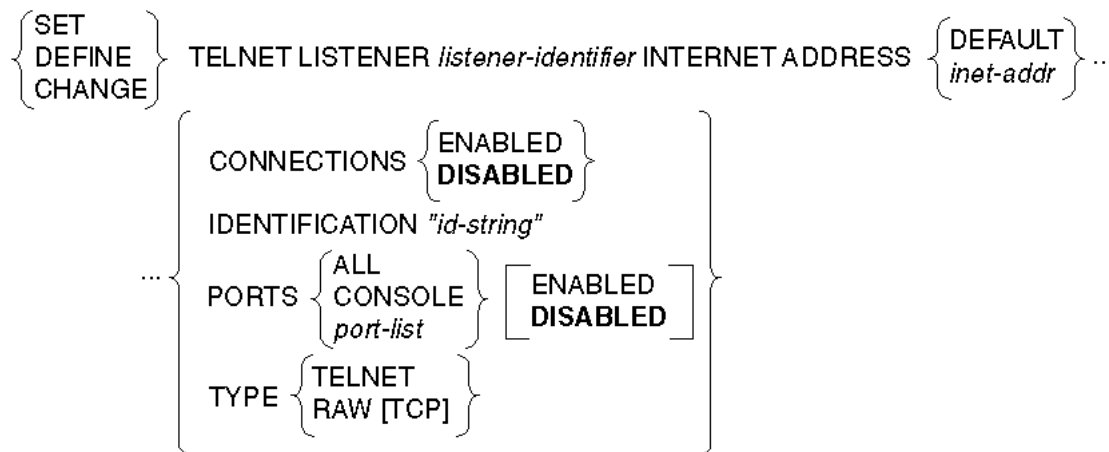 SET
DEFINE
CHANGE
TELNET LISTENER listener-identifier INTERNET ADDRESS
DEFAULT
inet-addr
..
...
CONNECTIONS
ENABLED
DISABLED
IDENTIFICATION "id-string"
PORTS
ALL
CONSOLE
port-list
ENABLED
DISABLED
TYPE
TELNET
RAW [TCP]